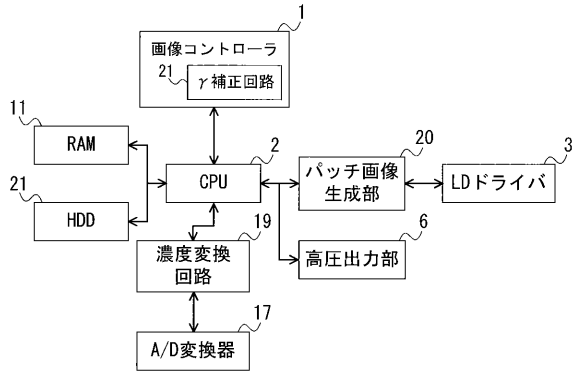 1
画像コントローラ
21
γ補正回路
11
RAM
2
CPU
20
パッチ画像
生成部
3
LDドライバ
21
HDD
19
濃度変換
回路
6
高圧出力部
17
A/D変換器